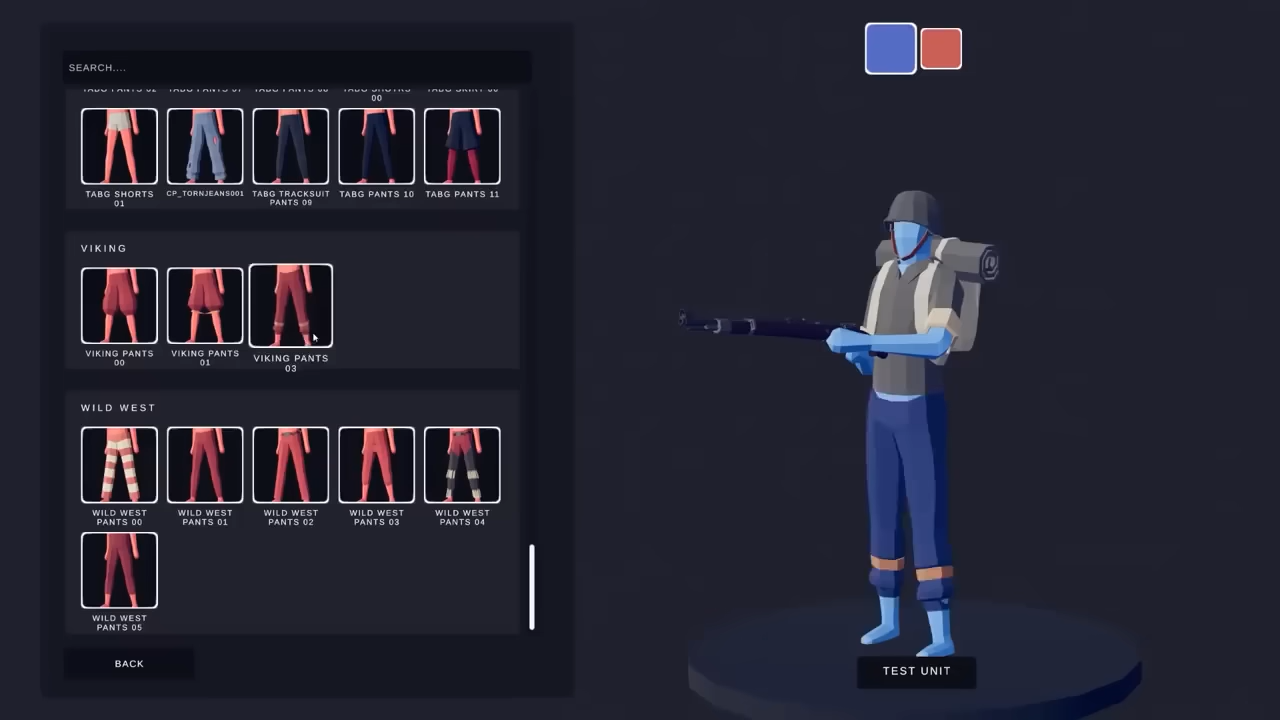 SEARCH....
00
TABG SHORTS
01
CP_TORNJEANS001
TABG TRACKSUIT
PANTS 09
TABG PANTS 10
TABG PANTS 11
VIKING
VIKING PANTS
00
VIKING PANTS
01
VIKING PANTS
03
WILD WEST
WILD WEST
PANTS 00
WILD WEST
PANTS 01
WILD WEST
PANTS 02
WILD WEST
PANTS 03
WILD WEST
PANTS 04
WILD WEST
PANTS 05
BACK
TEST UNIT